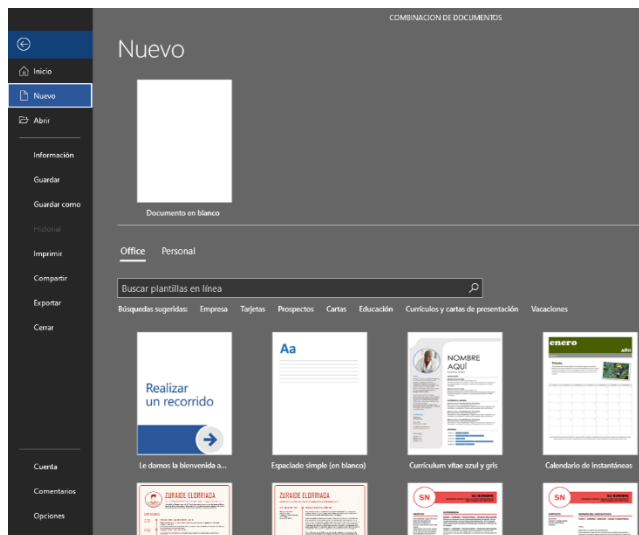 COMBINACION DE DOCUMENTOS
Nuevo
Inicio
Nuevo
Abrir
Información
Guardar
Guardar como
Historial
Imprimir
Compartir
Exportar
Cerrar
Cuenta
Comentarios
Opciones
Documento en blanco
Office Personal
Buscar plantillas en línea
Búsquedas sugeridas: Empresa Tarjetas Prospectos Cartas Educación Currículos y cartas de presentación Vacaciones
Realizar
un recorrido
Le damos la bienvenida a...
Aa
Espaciado simple (en blanco)
NOMBRE
AQUÍ
Currículum vitae azul y gris
enero
año
Calendario de instantáneas
ZURAIDE ELORRIAGA
ZURAIDE ELORRIAGA
SN
SN